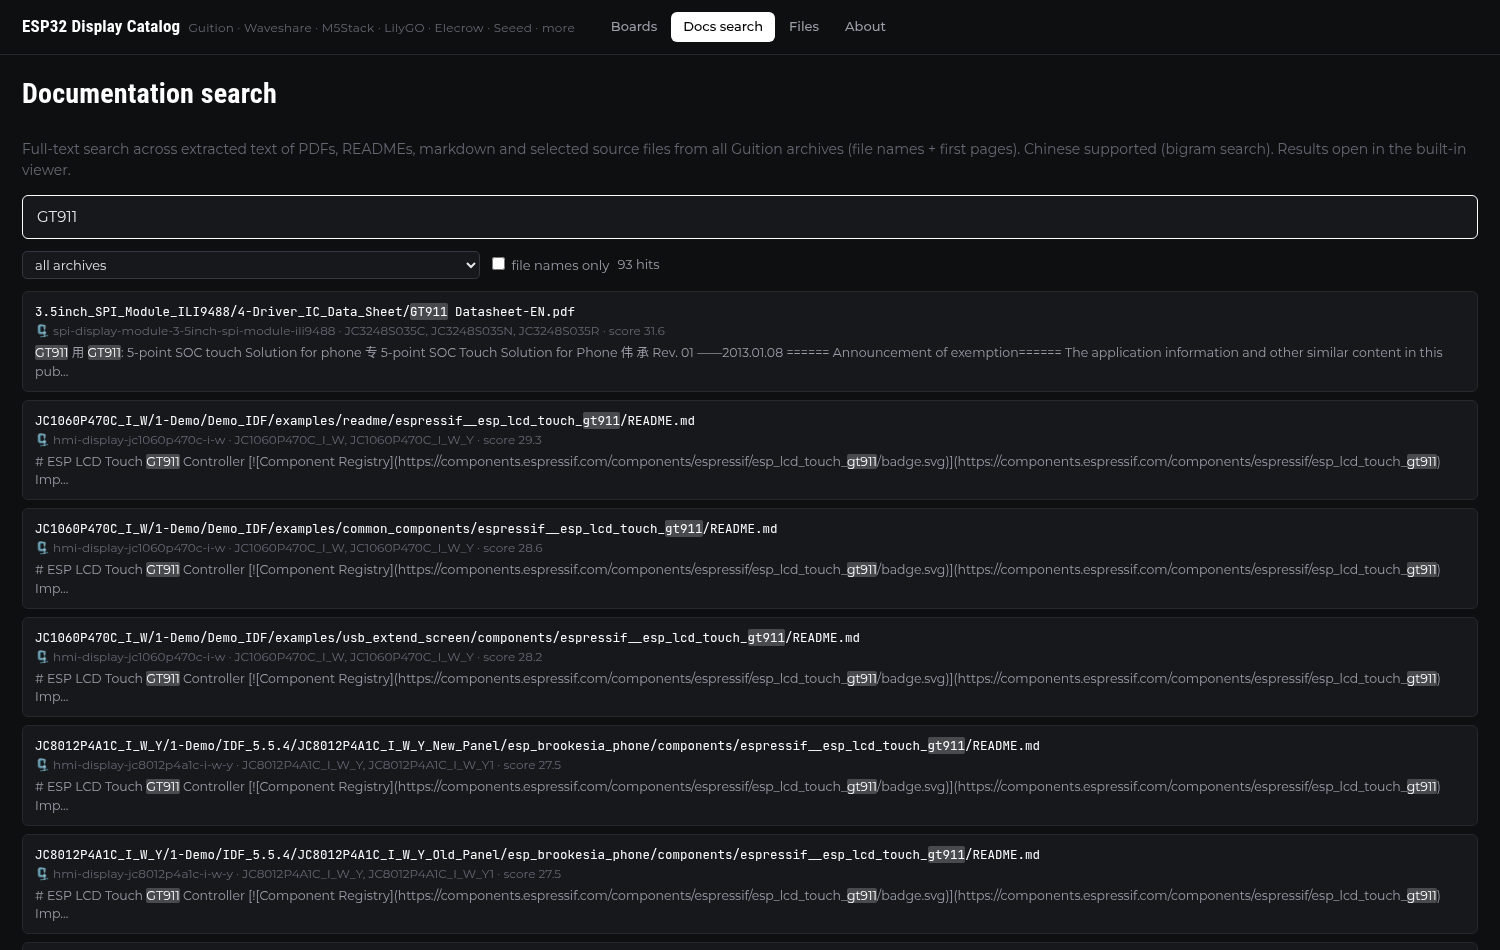 ESP32 Display Catalog Guition · Waveshare · M5Stack · LilyGO · Elecrow · Seeed · more Boards Docs search Files About
Documentation search
Full-text search across extracted text of PDFs, READMEs, markdown and selected source files from all Guition archives (file names + first pages). Chinese supported (bigram search). Results open in the built-in
viewer.
GT911
all archives file names only 93 hits
3.5inch_SPI_Module_ILI9488/4-Driver_IC_Data_Sheet/GT911 Datasheet-EN.pdf
spi-display-module-3-5inch-spi-module-ili9488 · JC3248S035C, JC3248S035N, JC3248S035R · score 31.6
GT911 用 GT911: 5-point SOC touch Solution for phone 专 5-point SOC Touch Solution for Phone 伟 承 Rev. 01 ——2013.01.08 ====== Announcement of exemption====== The application information and other similar content in this
pub...
JC1060P470C_I_W/1-Demo/Demo_IDF/examples/readme/espressif__esp_lcd_touch_gt911/README.md
hmi-display-jc1060p470c-i-w · JC1060P470C_I_W, JC1060P470C_I_W_Y · score 29.3
# ESP LCD Touch GT911 Controller [![Component Registry](https://components.espressif.com/components/espressif/esp_lcd_touch_gt911/badge.svg)](https://components.espressif.com/components/espressif/esp_lcd_touch_gt911)
Imp...
JC1060P470C_I_W/1-Demo/Demo_IDF/examples/common_components/espressif__esp_lcd_touch_gt911/README.md
hmi-display-jc1060p470c-i-w · JC1060P470C_I_W, JC1060P470C_I_W_Y · score 28.6
# ESP LCD Touch GT911 Controller [![Component Registry](https://components.espressif.com/components/espressif/esp_lcd_touch_gt911/badge.svg)](https://components.espressif.com/components/espressif/esp_lcd_touch_gt911)
Imp...
JC1060P470C_I_W/1-Demo/Demo_IDF/examples/usb_extend_screen/components/espressif__esp_lcd_touch_gt911/README.md
hmi-display-jc1060p470c-i-w · JC1060P470C_I_W, JC1060P470C_I_W_Y · score 28.2
# ESP LCD Touch GT911 Controller [![Component Registry](https://components.espressif.com/components/espressif/esp_lcd_touch_gt911/badge.svg)](https://components.espressif.com/components/espressif/esp_lcd_touch_gt911)
Imp...
JC8012P4A1C_I_W_Y/1-Demo/IDF_5.5.4/JC8012P4A1C_I_W_Y_New_Panel/esp_brookesia_phone/components/espressif__esp_lcd_touch_gt911/README.md
hmi-display-jc8012p4a1c-i-w-y · JC8012P4A1C_I_W_Y, JC8012P4A1C_I_W_Y1 · score 27.5
# ESP LCD Touch GT911 Controller [![Component Registry](https://components.espressif.com/components/espressif/esp_lcd_touch_gt911/badge.svg)](https://components.espressif.com/components/espressif/esp_lcd_touch_gt911)
Imp...
JC8012P4A1C_I_W_Y/1-Demo/IDF_5.5.4/JC8012P4A1C_I_W_Y_Old_Panel/esp_brookesia_phone/components/espressif__esp_lcd_touch_gt911/README.md
hmi-display-jc8012p4a1c-i-w-y · JC8012P4A1C_I_W_Y, JC8012P4A1C_I_W_Y1 · score 27.5
# ESP LCD Touch GT911 Controller [![Component Registry](https://components.espressif.com/components/espressif/esp_lcd_touch_gt911/badge.svg)](https://components.espressif.com/components/espressif/esp_lcd_touch_gt911)
Imp...